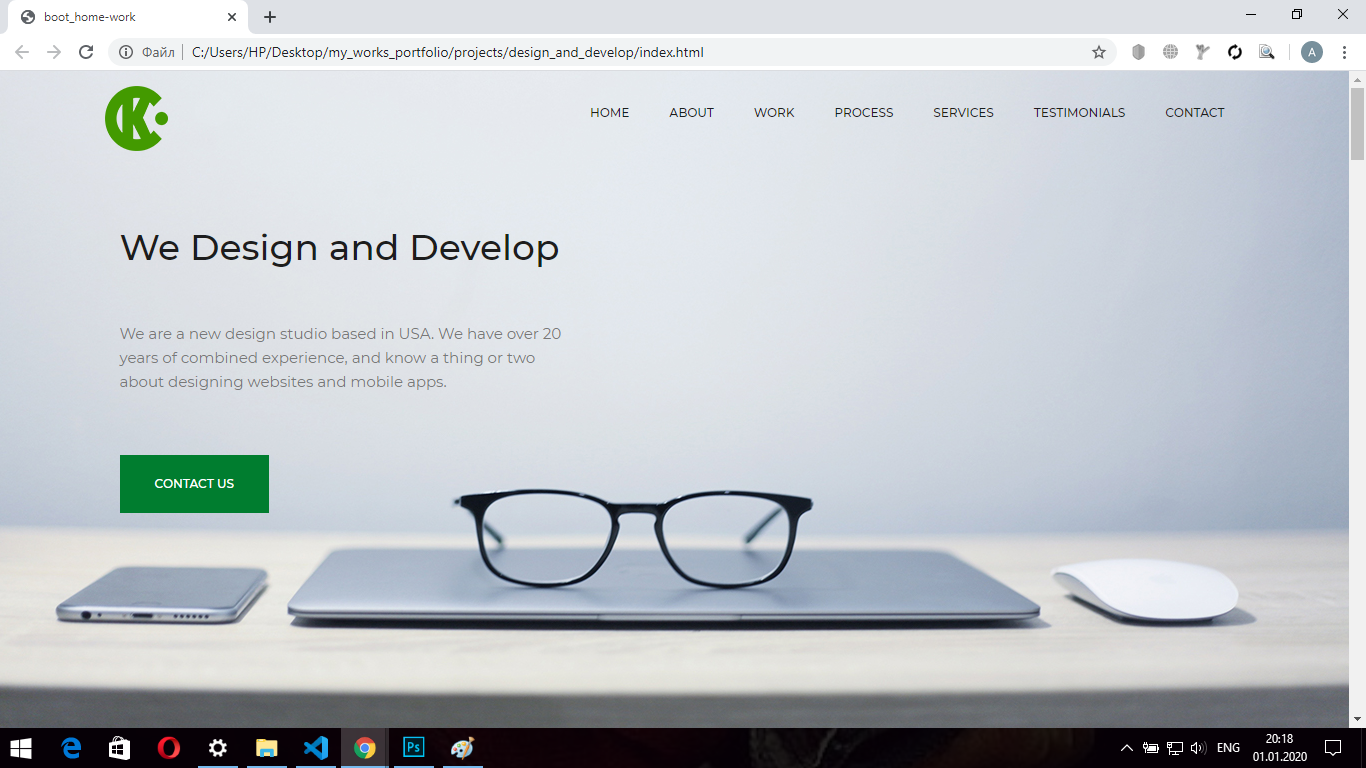 boot_home-work
Файл
C:/Users/HP/Desktop/my_works_portfolio/projects/design_and_develop/index.html
A
K
HOME ABOUT WORK PROCESS SERVICES TESTIMONIALS CONTACT
We Design and Develop
We are a new design studio based in USA. We have over 20
years of combined experience, and know a thing or two
about designing websites and mobile apps.
CONTACT US
Ps
ENG
20:18
01.01.2020